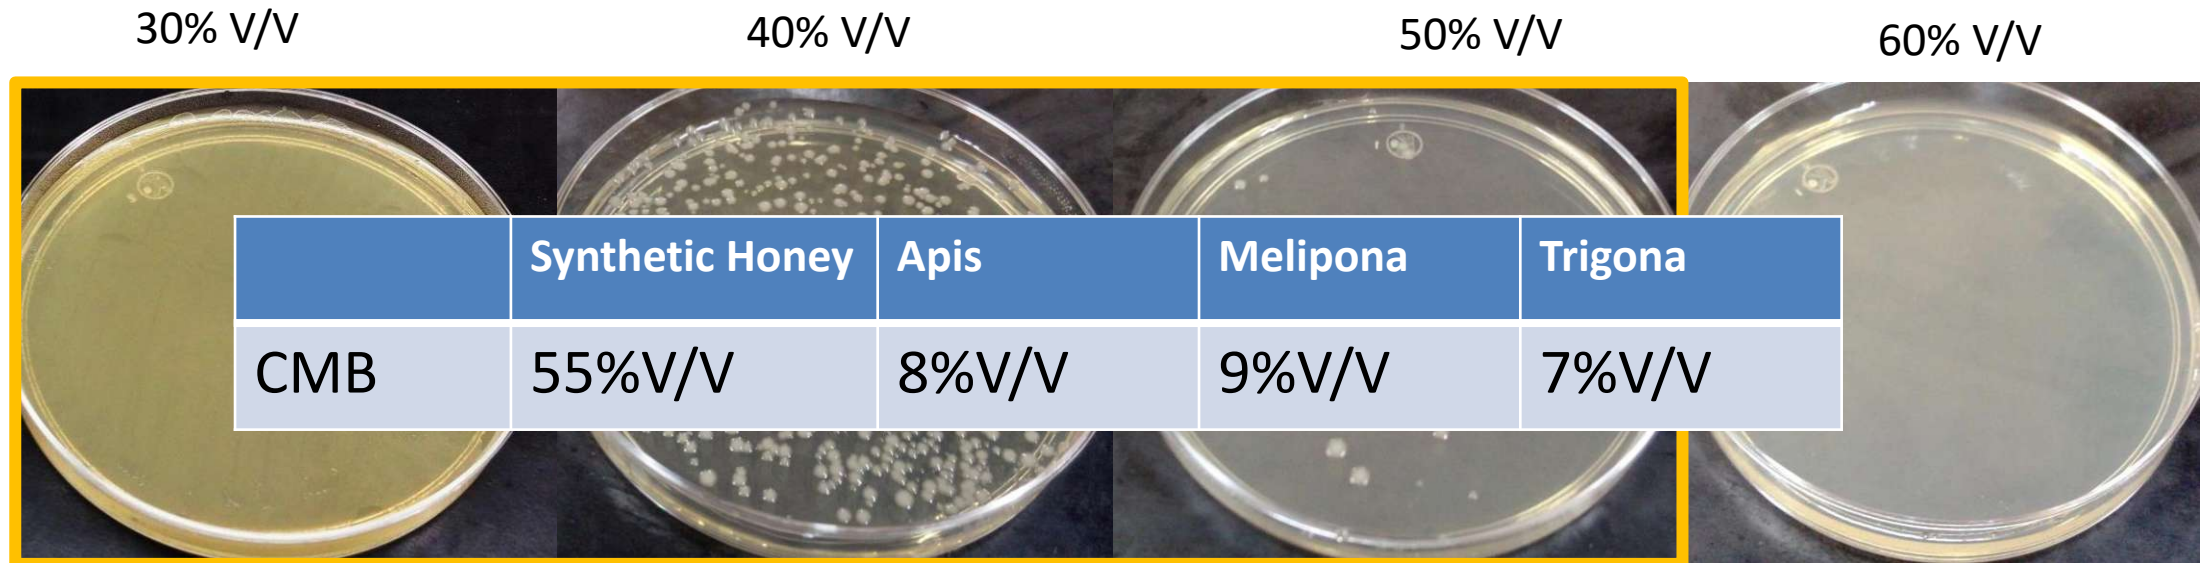 30% V/V
40% V/V
50% V/V
60% V/V
Synthetic Honey Apis Melipona Trigona
CMB 55%V/V 8%V/V 9%V/V 7%V/V